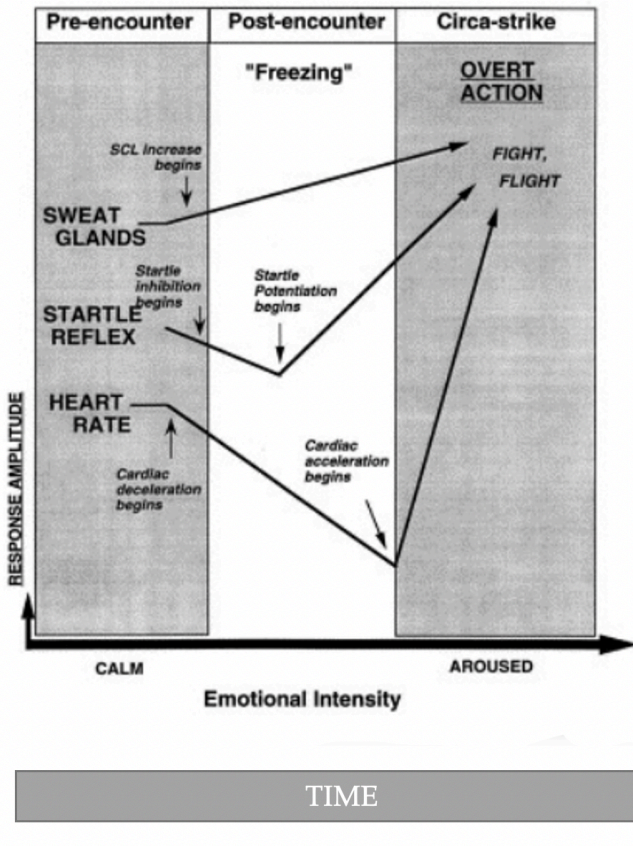 Pre-encounter
Post-encounter
Circa-strike
"Freezing"
OVERT
ACTION
SCL increase
begins
FIGHT,
FLIGHT
SWEAT
GLANDS
Startle
inhibition
begins
Startle
Potentiation
begins
STARTLE
REFLEX
HEART
RATE
Cardiac
acceleration
begins
Cardiac
deceleration
begins
RESPONSE AMPLITUDE
CALM
AROUSED
Emotional Intensity
TIME